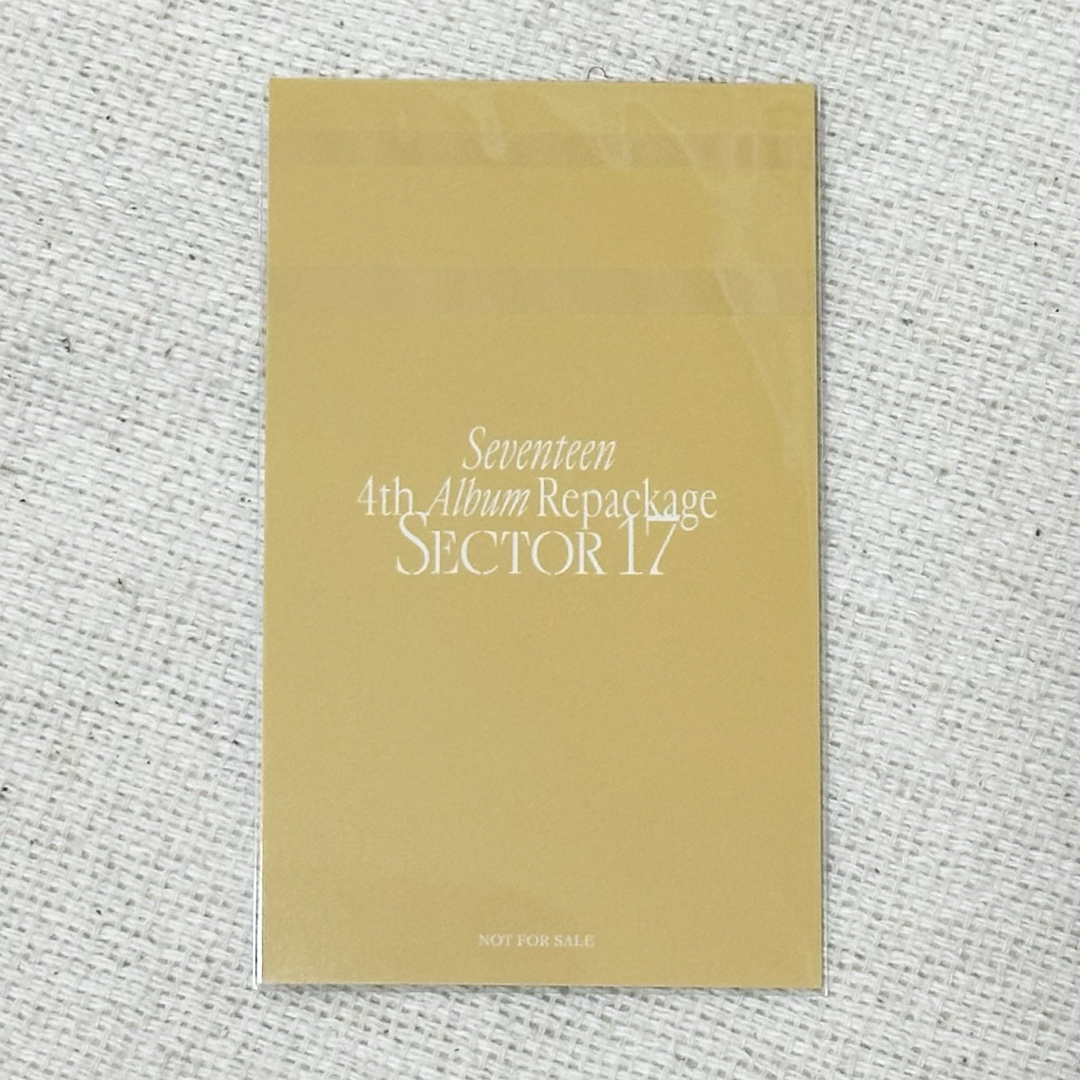 Seventeen
4th Album Repackage
SECTOR 17
NOT FOR SALE